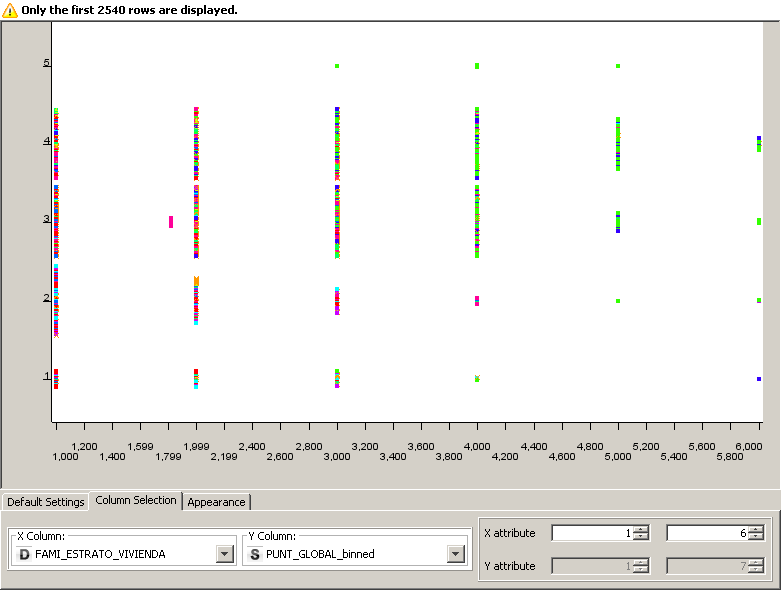 Only the first 2540 rows are displayed.
5
4
3
2
1
1,200 1,599 1,999 2,400 2,800 3,200 3,600 4,000 4,400 4,800 5,200 5,600 6,000
1,000 1,400 1,799 2,199 2,600 3,000 3,400 3,800 4,200 4,600 5,000 5,400 5,800
Default Settings Column Selection Appearance
X Column: Y Column:
D FAMI_ESTRATO_VIVIENDA S PUNT_GLOBAL_binned
X attribute 1 6
Y attribute 1 7